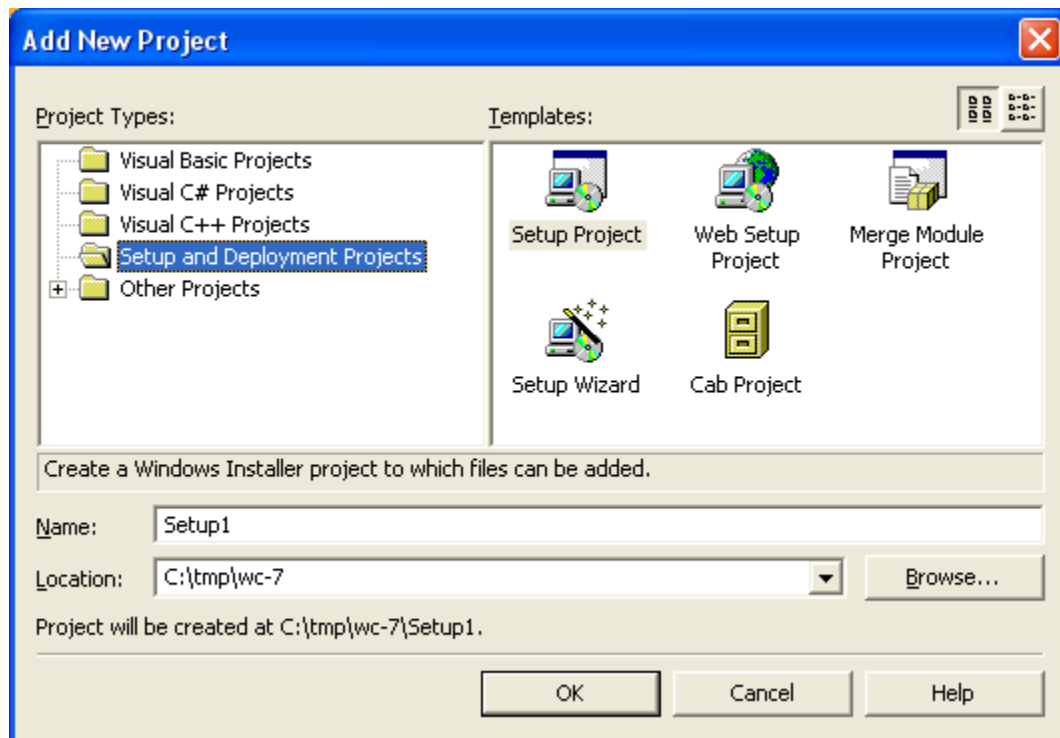 Add New Project
Project Types:
Templates:
Visual Basic Projects
Visual C# Projects
Visual C++ Projects
Setup and Deployment Projects
Other Projects
Setup Project
Web Setup
Project
Merge Module
Project
Setup Wizard
Cab Project
Create a Windows Installer project to which files can be added.
Name:
Setup1
Location:
C:\tmp\wc-7
Browse...
Project will be created at C:\tmp\wc-7\Setup1.
OK
Cancel
Help